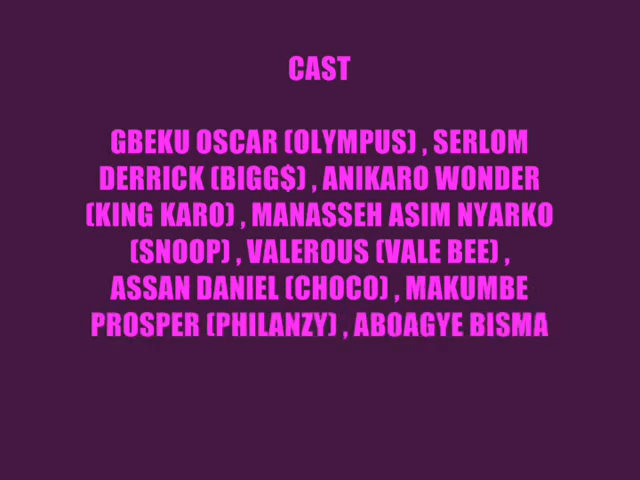 CAST
GBEKU OSCAR (OLYMPUS) , SERLOM
DERRICK (BIGG$) , ANIKARO WONDER
(KING KARO) , MANASSEH ASIM NYARKO
(SNOOP) , VALEROUS (VALE BEE) ,
ASSAN DANIEL (CHOCO) , MAKUMBE
PROSPER (PHILANZY) , ABOAGYE BISMA